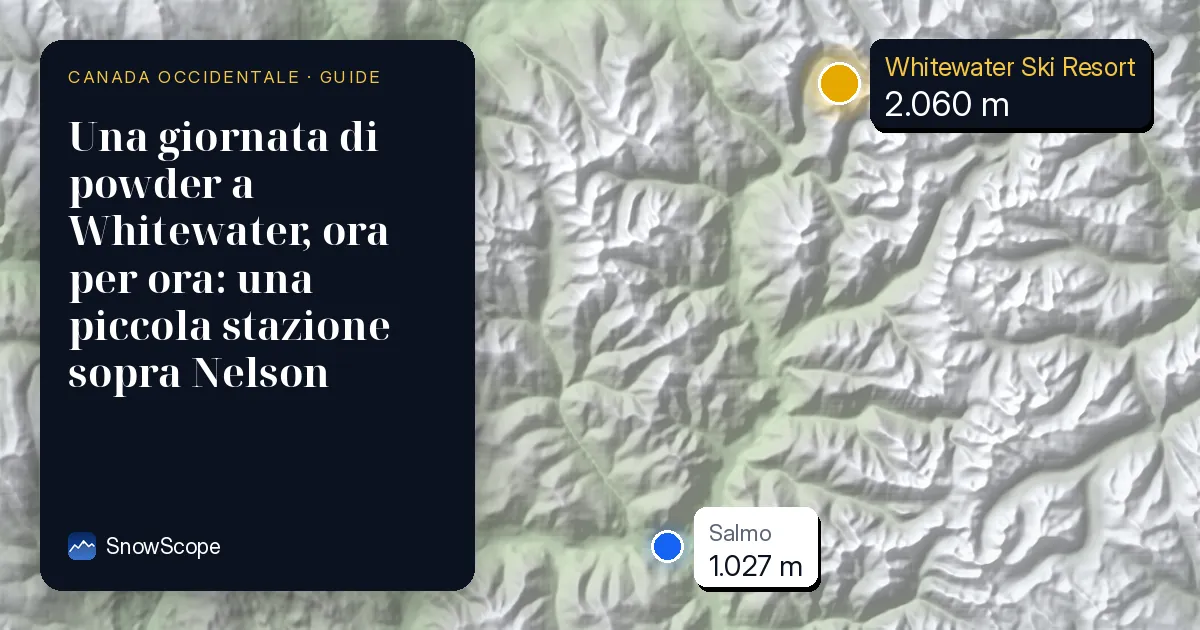 CANADA OCCIDENTALE · GUIDE
Una giornata di
powder a
Whitewater, ora
per ora: una
piccola stazione
sopra Nelson
SnowScope
Whitewater Ski Resort
2.060 m
Salmo
1.027 m